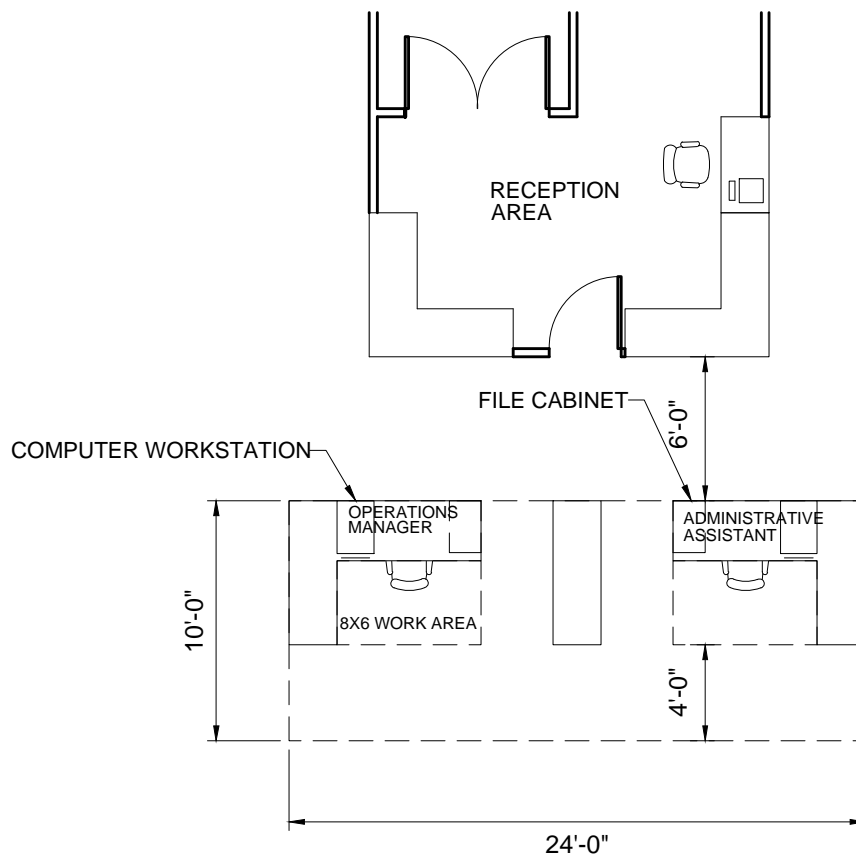 RECEPTION
AREA
FILE CABINET
6'-0"
COMPUTER WORKSTATION
OPERATIONS
MANAGER
ADMINISTRATIVE
ASSISTANT
8X6 WORK AREA
10'-0"
4'-0"
24'-0"